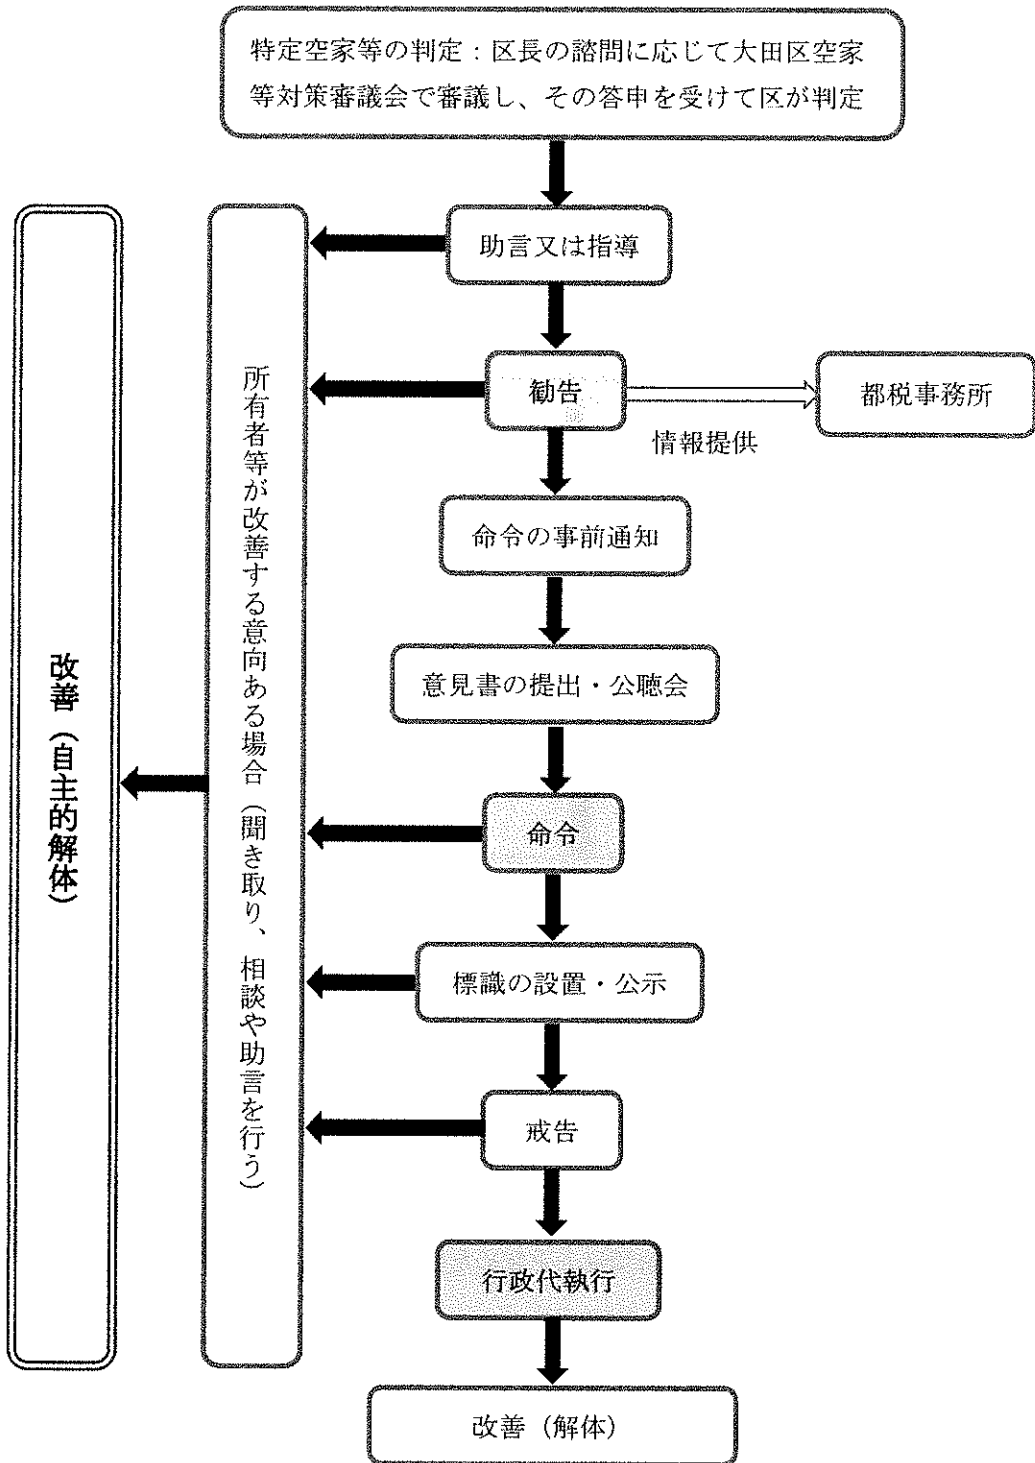 特定空家等の判定：区長の諮問に応じて大田区空家
等対策審議会で審議し、その答申を受けて区が判定
助言又は指導
勧告
都税事務所
情報提供
命令の事前通知
意見書の提出・公聴会
命令
標識の設置・公示
戒告
行政代執行
改善（解体）
所有者等が改善する意向ある場合（聞き取り、相談や助言を行う）
改善（自主的解体）